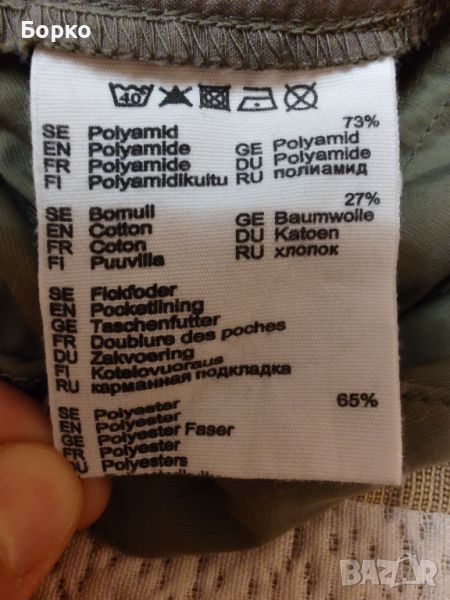 Борко
40
73%
SE Polyamid
EN Polyamide
FR Polyamide
FI Polyamidikuitu
GE Polyamid
DU Polyamide
RU полиамид
27%
SE Bomull
EN Cotton
FR Coton
FI Puuvilla
GE Baumwolle
DU Katoen
RU хлопок
SE Fickfoder
EN Pocketlining
GE Taschenfutter
FR Doublure des poches
DU Zakvoering
FI Kotelovuoraus
RU карманная подкладка
65%
SE Polyester
EN Polyester
GE Polyester Faser
FR Polyester
DU Polyesters
BAZAR